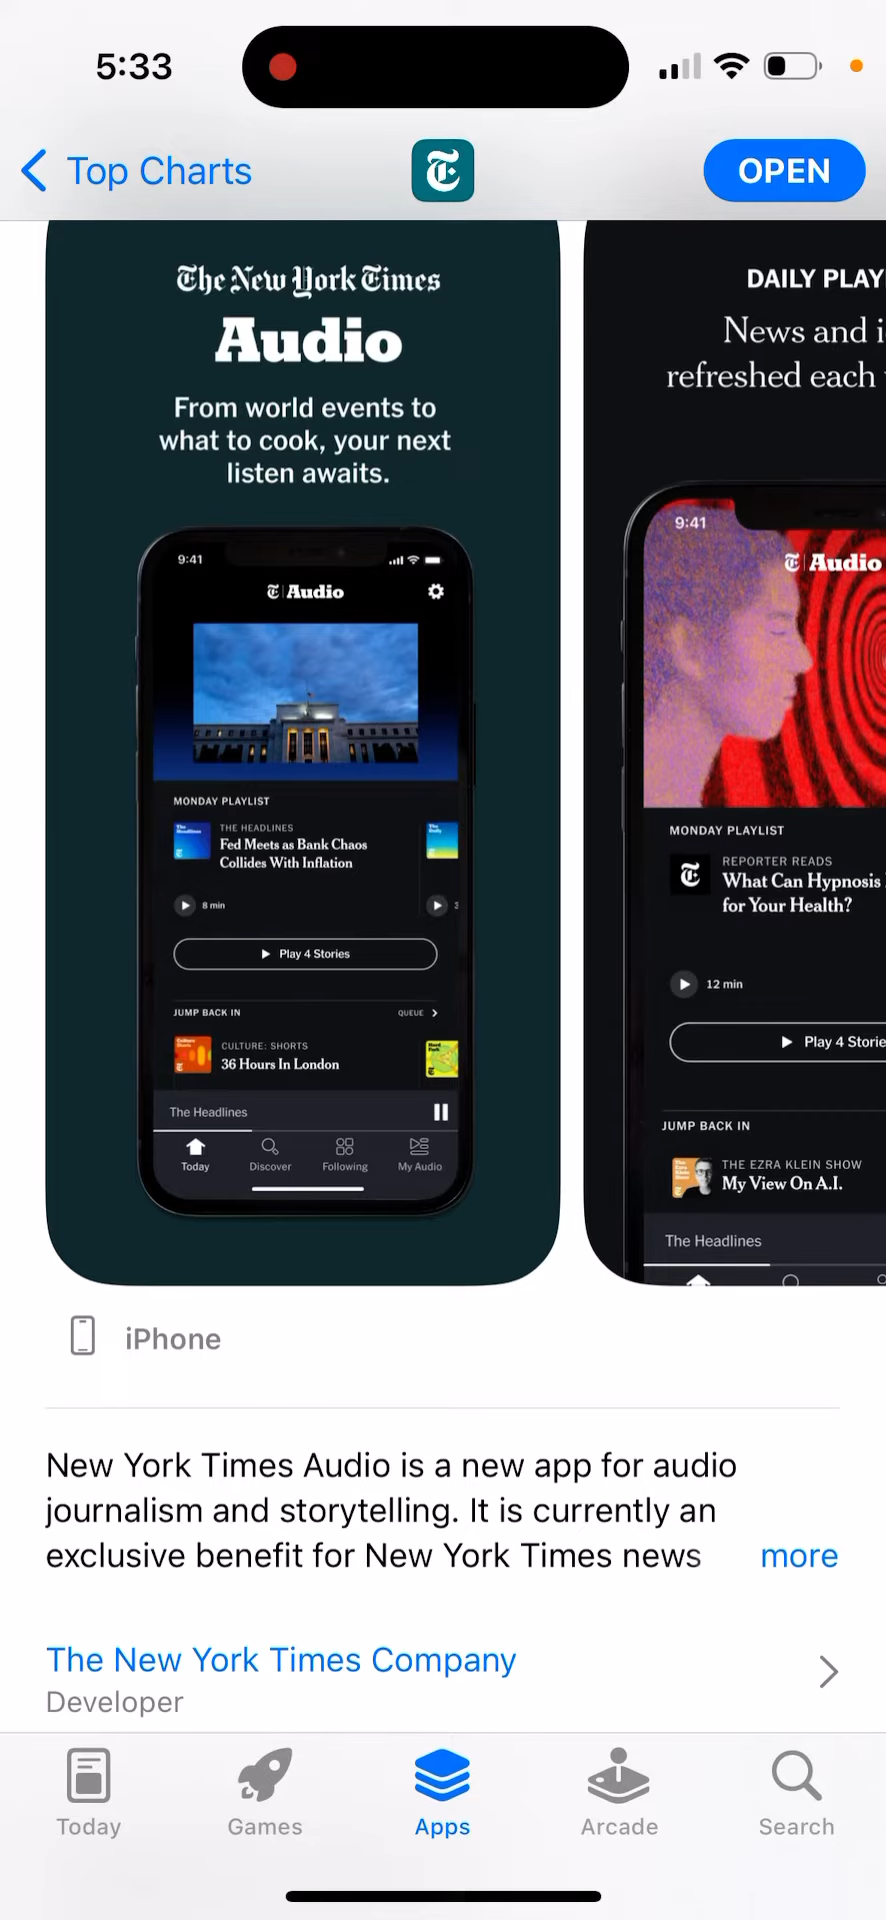 5:33
Top Charts
OPEN
The New York Times
Audio
From world events to
what to cook, your next
listen awaits.
9:41
Audio
MONDAY PLAYLIST
THE HEADLINES
Fed Meets as Bank Chaos
Collides With Inflation
8 min
Play 4 Stories
JUMP BACK IN
QUEUE
CULTURE: SHORTS
36 Hours In London
The Headlines
Today
Discover
Following
My Audio
DAILY PLAY
News and i
refreshed each
9:41
Audio
MONDAY PLAYLIST
REPORTER READS
What Can Hypnosis
for Your Health?
12 min
Play 4 Storie
JUMP BACK IN
THE EZRA KLEIN SHOW
My View On A.I.
The Headlines
iPhone
New York Times Audio is a new app for audio
journalism and storytelling. It is currently an
exclusive benefit for New York Times news more
The New York Times Company
Developer
Today
Games
Apps
Arcade
Search